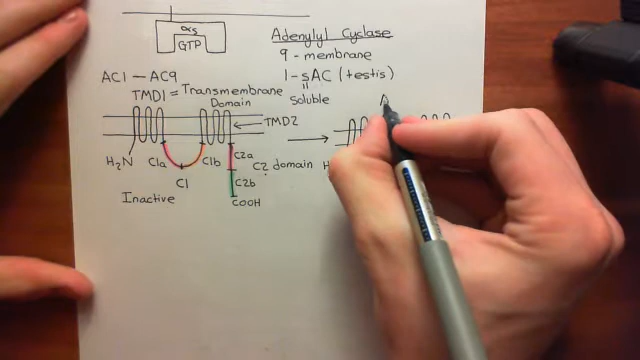 αs
GTP
Adenylyl Cyclase
9 - membrane
1 - sAC (testis)
soluble
AC1 - AC9
TMD1 = Transmembrane
Domain
TMD2
H₂N
C1a
C1b
C1
C2a
C2 domain
C2b
COOH
Inactive
H